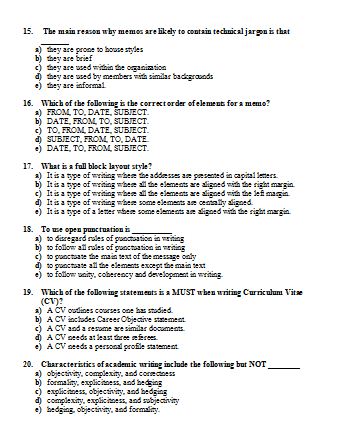 15. The main reason why memos are likely to contain technical jargon is that
________
a) they are prone to house styles
b) they are brief
c) they are used within the organization
d) they are used by members with similar backgrounds
e) they are informal.
16. Which of the following is the correct order of elements for a memo?
a) FROM, TO, DATE, SUBJECT.
b) DATE, FROM, TO, SUBJECT.
c) TO, FROM, DATE, SUBJECT.
d) SUBJECT, FROM, TO, DATE.
e) DATE, TO, FROM, SUBJECT.
17. What is a full block layout style?
a) It is a type of writing where the addresses are presented in capital letters.
b) It is a type of writing where all the elements are aligned with the right margin.
c) It is a type of writing where all the elements are aligned with the left margin.
d) It is a type of writing where some elements are centrally aligned.
e) It is a type of a letter where some elements are aligned with the right margin.
18. To use open punctuation is ________
a) to disregard rules of punctuation in writing
b) to follow all rules of punctuation in writing
c) to punctuate the main text of the message only
d) to punctuate all the elements except the main text
e) to follow unity, coherency and development in writing.
19. Which of the following statements is a MUST when writing Curriculum Vitae
(CV)?
a) A CV outlines courses one has studied.
b) A CV includes Career Objective statement.
c) A CV and a resume are similar documents.
d) A CV needs at least three referees.
e) A CV needs a personal profile statement.
20. Characteristics of academic writing include the following but NOT ________
a) objectivity, complexity, and correctness
b) formality, explicitness, and hedging
c) explicitness, objectivity, and hedging
d) complexity, explicitness, and subjectivity
e) hedging, objectivity, and formality.